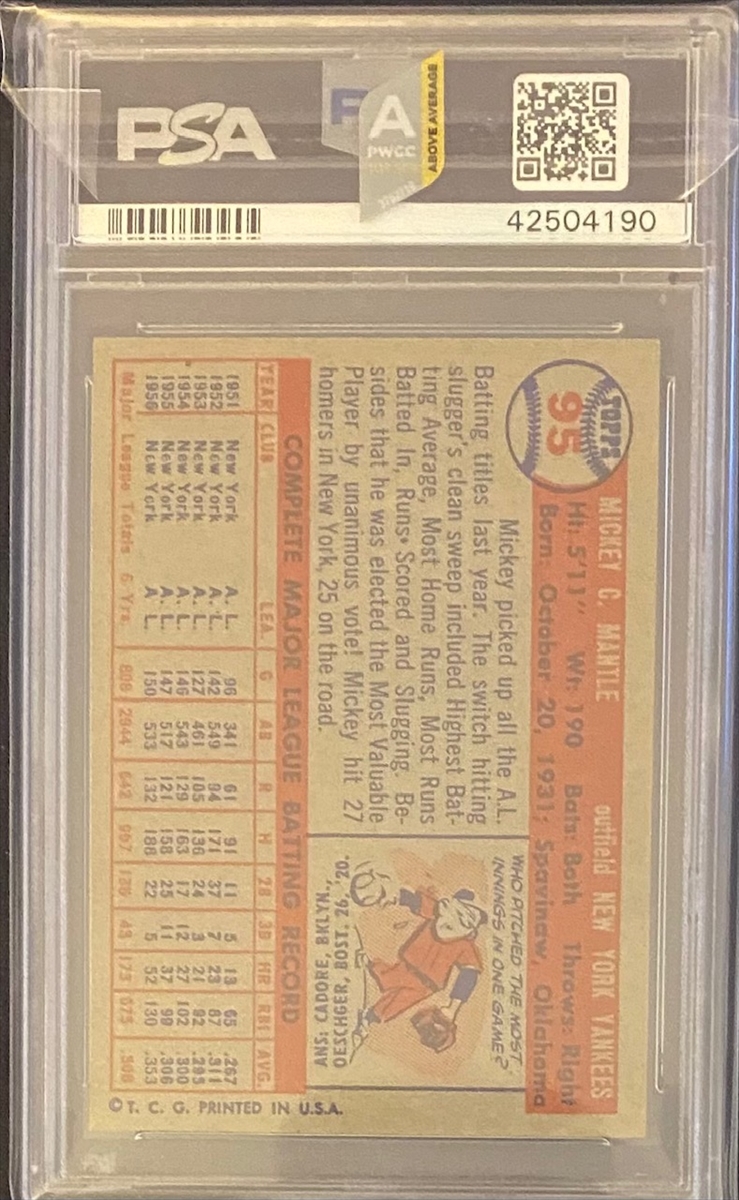 PSA
A
PWCC
ABOVE AVERAGE
42504190
TOPPS
95
MICKEY C. MANTLE outfield NEW YORK YANKEES
Ht: 5'11" Wt: 190 Bats: Both Throws: Right
Born: October 20, 1931; Spavinaw, Oklahoma
Mickey picked up all the A.L.
Batting titles last year. The switch hitting
slugger's clean sweep included Highest Bat-
ting Average, Most Home Runs, Most Runs
Batted In, Runs Scored and Slugging. Be-
sides that he was elected the Most Valuable
Player by unanimous vote! Mickey hit 27
homers in New York, 25 on the road.
WHO PITCHED THE MOST
INNINGS IN ONE GAME?
ANS: CADORE, BKLYN.,
OESCHGER, BOST. 26, '20.
COMPLETE MAJOR LEAGUE BATTING RECORD
YEAR CLUB LEA. G AB R H 2B 3B HR RBI AVG.
1951 New York A. L. 96 341 61 91 11 5 13 65 .267
1952 New York A. L. 142 549 94 171 37 7 23 87 .311
1953 New York A. L. 127 461 105 136 24 3 21 92 .295
1954 New York A. L. 146 543 129 163 17 12 27 102 .300
1955 New York A. L. 147 517 121 158 25 11 37 99 .306
1956 New York A. L. 150 533 132 188 22 5 52 130 .353
Major League Totals 6 Yrs. 808 2944 642 907 136 43 173 575 .308
© T. C. G. PRINTED IN U.S.A.